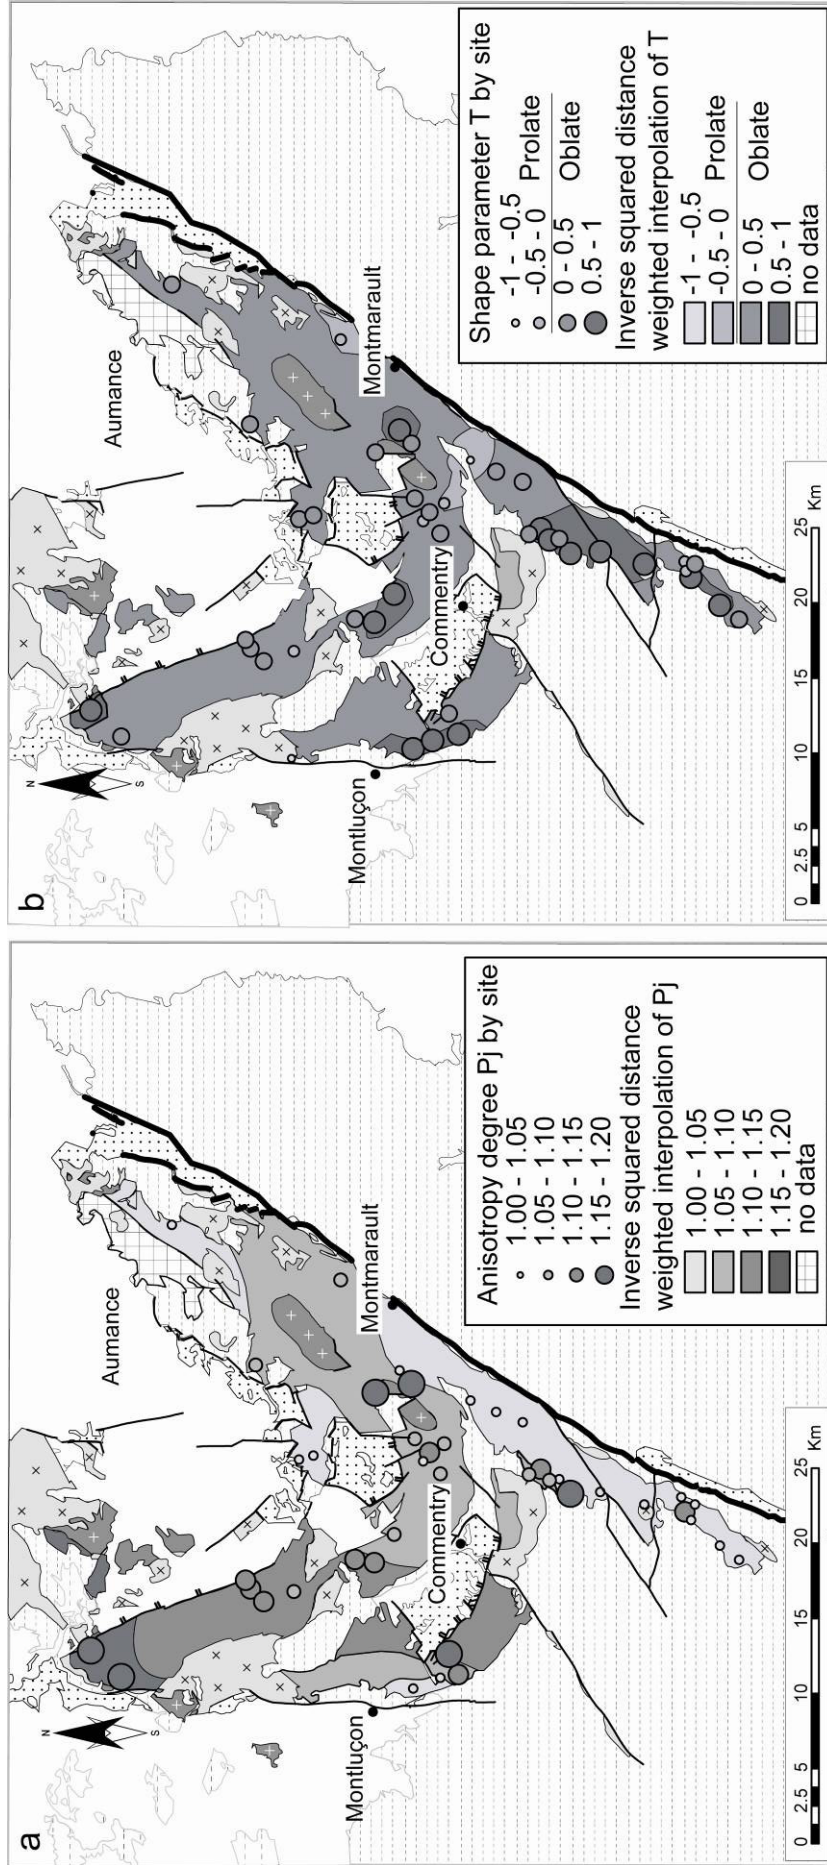 a
N
S
Aumance
Montmarault
Commentry
Montluçon
Anisotropy degree Pj by site
1.00 - 1.05
1.05 - 1.10
1.10 - 1.15
1.15 - 1.20
Inverse squared distance
weighted interpolation of Pj
1.00 - 1.05
1.05 - 1.10
1.10 - 1.15
1.15 - 1.20
no data
0 2.5 5 10 15 20 25
Km
b
N
S
Aumance
Montmarault
Commentry
Montluçon
Shape parameter T by site
-1 - -0.5
-0.5 - 0
Prolate
0 - 0.5
0.5 - 1
Oblate
Inverse squared distance
weighted interpolation of T
-1 - -0.5
-0.5 - 0
Prolate
0 - 0.5
0.5 - 1
Oblate
no data
0 2.5 5 10 15 20 25
Km